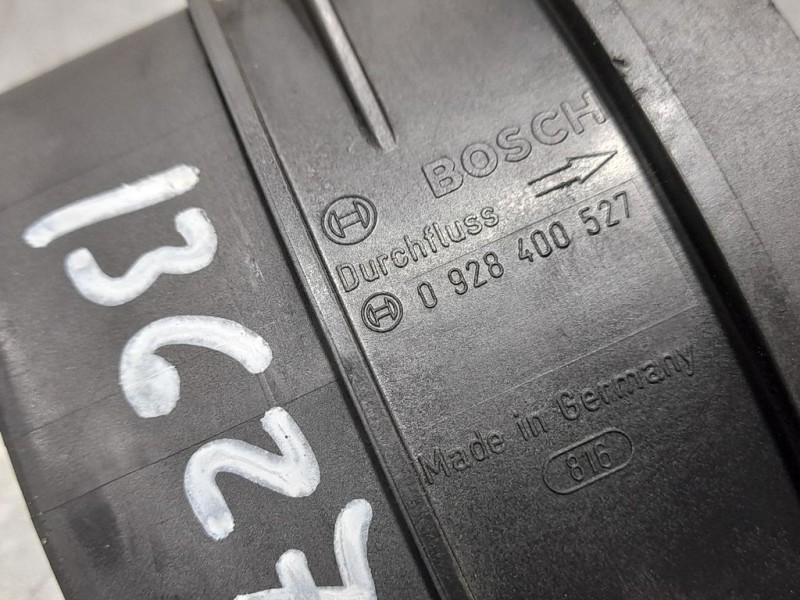 BOSCH
Durchfluss
0 928 400 527
Made in Germany
816
13627